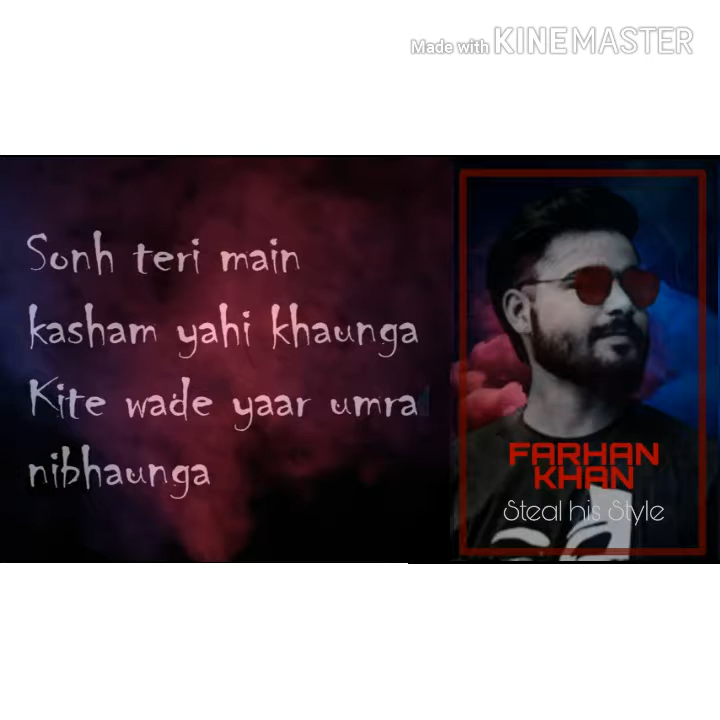 Made with KINEMASTER
Sonh teri main
kasham yahi khaunga
Kite wade yaar umra
nibhaunga
FARHAN
KHAN
Steal his Style